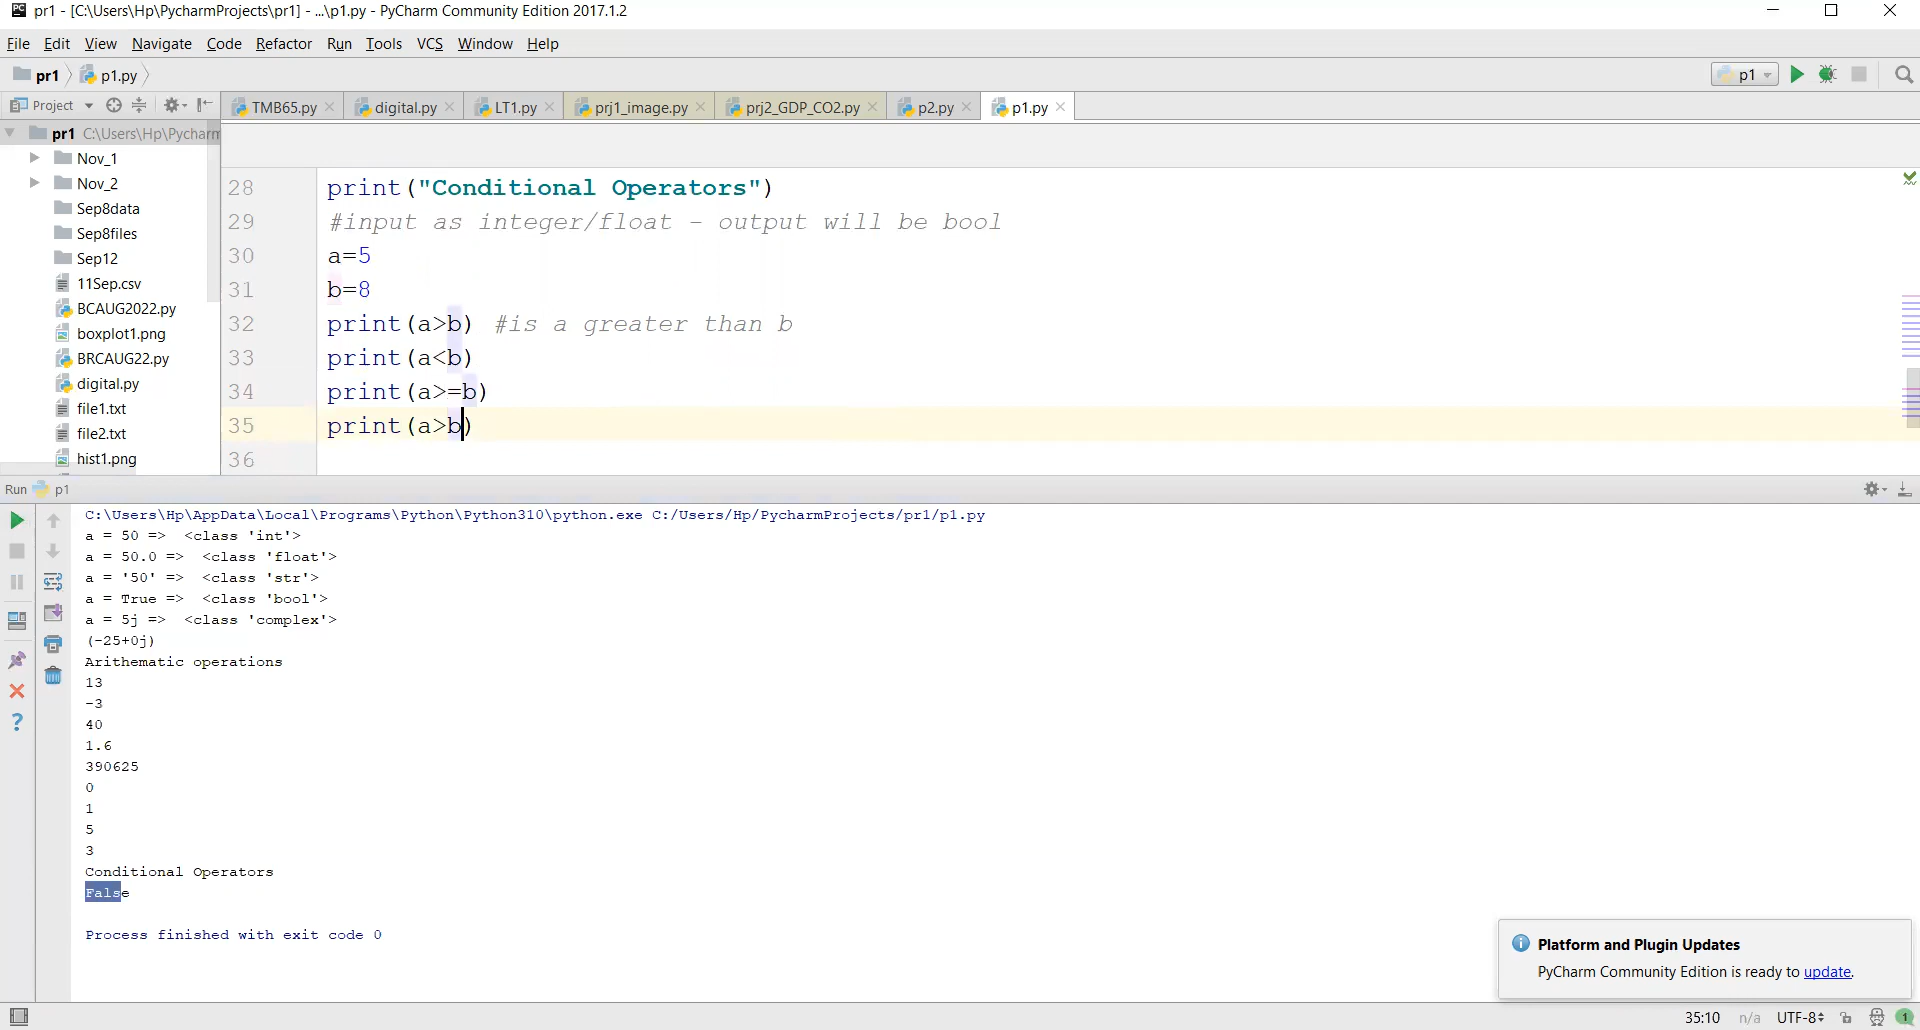 pr1 - [C:\Users\Hp\PycharmProjects\pr1] - ...\p1.py - PyCharm Community Edition 2017.1.2
File Edit View Navigate Code Refactor Run Tools VCS Window Help
pr1 p1.py p1
Project TMB65.py digital.py LT1.py prj1_image.py prj2_GDP_CO2.py p2.py p1.py
pr1 C:\Users\Hp\Pycharm
Nov_1
Nov_2
Sep8data
Sep8files
Sep12
11Sep.csv
BCAUG2022.py
boxplot1.png
BRCAUG22.py
digital.py
file1.txt
file2.txt
hist1.png
28 print("Conditional Operators")
29 #input as integer/float - output will be bool
30 a=5
31 b=8
32 print(a>b) #is a greater than b
33 print(a<b)
34 print(a>=b)
35 print(a>b)
36
Run p1
C:\Users\Hp\AppData\Local\Programs\Python\Python310\python.exe C:/Users/Hp/PycharmProjects/pr1/p1.py
a = 50 => <class 'int'>
a = 50.0 => <class 'float'>
a = '50' => <class 'str'>
a = True => <class 'bool'>
a = 5j => <class 'complex'>
(-25+0j)
Arithematic operations
13
-3
40
1.6
390625
0
1
5
3
Conditional Operators
False
Process finished with exit code 0
Platform and Plugin Updates
PyCharm Community Edition is ready to update.
35:10 n/a UTF-8 1